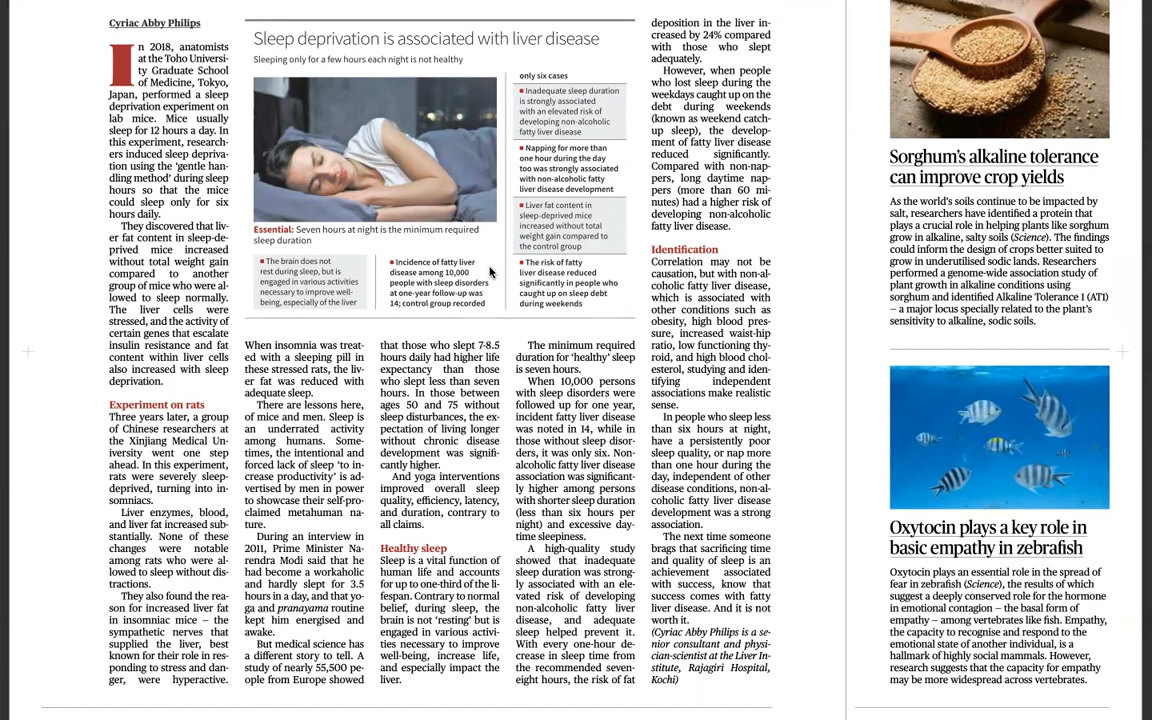 Cyriac Abby Philips
In 2018, anatomists
at the Toho Universi-
ty Graduate School
of Medicine, Tokyo,
Japan, performed a sleep
deprivation experiment on
lab mice. Mice usually
sleep for 12 hours a day. In
this experiment, research-
ers induced sleep depriva-
tion using the ‘gentle han-
dling method’ during sleep
hours so that the mice
could sleep only for six
hours daily.
They discovered that liv-
er fat content in sleep-de-
prived mice increased
without total weight gain
compared to another
group of mice who were al-
lowed to sleep normally.
The liver cells were
stressed, and the activity of
certain genes that escalate
insulin resistance and fat
content within liver cells
also increased with sleep
deprivation.
Experiment on rats
Three years later, a group
of Chinese researchers at
the Xinjiang Medical Un-
iversity went one step
ahead. In this experiment,
rats were severely sleep-
deprived, turning into in-
somniacs.
Liver enzymes, blood,
and liver fat increased sub-
stantially. None of these
changes were notable
among rats who were al-
lowed to sleep without dis-
tractions.
They also found the rea-
son for increased liver fat
in insomniac mice — the
sympathetic nerves that
supplied the liver, best
known for their role in res-
ponding to stress and dan-
ger, were hyperactive.
Sleep deprivation is associated with liver disease
Sleeping only for a few hours each night is not healthy
Essential: Seven hours at night is the minimum required
sleep duration
■ The brain does not
rest during sleep, but is
engaged in various activities
necessary to improve well-
being, especially of the liver
■ Incidence of fatty liver
disease among 10,000
people with sleep disorders
at one-year follow-up was
14; control group recorded
only six cases
■ Inadequate sleep duration
is strongly associated
with an elevated risk of
developing non-alcoholic
fatty liver disease
■ Napping for more than
one hour during the day
too was strongly associated
with non-alcoholic fatty
liver disease development
■ Liver fat content in
sleep-deprived mice
increased without total
weight gain compared to
the control group
■ The risk of fatty
liver disease reduced
significantly in people who
caught up on sleep debt
during weekends
When insomnia was treat-
ed with a sleeping pill in
these stressed rats, the liv-
er fat was reduced with
adequate sleep.
There are lessons here,
of mice and men. Sleep is
an underrated activity
among humans. Some-
times, the intentional and
forced lack of sleep ‘to in-
crease productivity’ is ad-
vertised by men in power
to showcase their self-pro-
claimed metahuman na-
ture.
During an interview in
2011, Prime Minister Na-
rendra Modi said that he
had become a workaholic
and hardly slept for 3.5
hours in a day, and that yo-
ga and pranayama routine
kept him energised and
awake.
But medical science has
a different story to tell. A
study of nearly 55,500 pe-
ople from Europe showed
that those who slept 7-8.5
hours daily had higher life
expectancy than those
who slept less than seven
hours. In those between
ages 50 and 75 without
sleep disturbances, the ex-
pectation of living longer
without chronic disease
development was signifi-
cantly higher.
And yoga interventions
improved overall sleep
quality, efficiency, latency,
and duration, contrary to
all claims.
Healthy sleep
Sleep is a vital function of
human life and accounts
for up to one-third of the li-
fespan. Contrary to normal
belief, during sleep, the
brain is not ‘resting’ but is
engaged in various activi-
ties necessary to improve
well-being, increase life,
and especially impact the
liver.
The minimum required
duration for ‘healthy’ sleep
is seven hours.
When 10,000 persons
with sleep disorders were
followed up for one year,
incident fatty liver disease
was noted in 14, while in
those without sleep disor-
ders, it was only six. Non-
alcoholic fatty liver disease
association was significant-
ly higher among persons
with shorter sleep duration
(less than six hours per
night) and excessive day-
time sleepiness.
A high-quality study
showed that inadequate
sleep duration was strong-
ly associated with an ele-
vated risk of developing
non-alcoholic fatty liver
disease, and adequate
sleep helped prevent it.
With every one-hour de-
crease in sleep time from
the recommended seven-
eight hours, the risk of fat
deposition in the liver in-
creased by 24% compared
with those who slept
adequately.
However, when people
who lost sleep during the
weekdays caught up on the
debt during weekends
(known as weekend catch-
up sleep), the develop-
ment of fatty liver disease
reduced significantly.
Compared with non-nap-
pers, long daytime nap-
pers (more than 60 mi-
nutes) had a higher risk of
developing non-alcoholic
fatty liver disease.
Identification
Correlation may not be
causation, but with non-al-
coholic fatty liver disease,
which is associated with
other conditions such as
obesity, high blood pres-
sure, increased waist-hip
ratio, low functioning thy-
roid, and high blood chol-
esterol, studying and iden-
tifying independent
associations make realistic
sense.
In people who sleep less
than six hours at night,
have a persistently poor
sleep quality, or nap more
than one hour during the
day, independent of other
disease conditions, non-al-
coholic fatty liver disease
development was a strong
association.
The next time someone
brags that sacrificing time
and quality of sleep is an
achievement associated
with success, know that
success comes with fatty
liver disease. And it is not
worth it.
(Cyriac Abby Philips is a se-
nior consultant and physi-
cian-scientist at the Liver In-
stitute, Rajagiri Hospital,
Kochi)
Sorghum’s alkaline tolerance
can improve crop yields
As the world’s soils continue to be impacted by
salt, researchers have identified a protein that
plays a crucial role in helping plants like sorghum
grow in alkaline, salty soils (Science). The findings
could inform the design of crops better suited to
grow in underutilised sodic lands. Researchers
performed a genome-wide association study of
plant growth in alkaline conditions using
sorghum and identified Alkaline Tolerance 1 (AT1)
— a major locus specially related to the plant’s
sensitivity to alkaline, sodic soils.
Oxytocin plays a key role in
basic empathy in zebrafish
Oxytocin plays an essential role in the spread of
fear in zebrafish (Science), the results of which
suggest a deeply conserved role for the hormone
in emotional contagion — the basal form of
empathy — among vertebrates like fish. Empathy,
the capacity to recognise and respond to the
emotional state of another individual, is a
hallmark of highly social mammals. However,
research suggests that the capacity for empathy
may be more widespread across vertebrates.